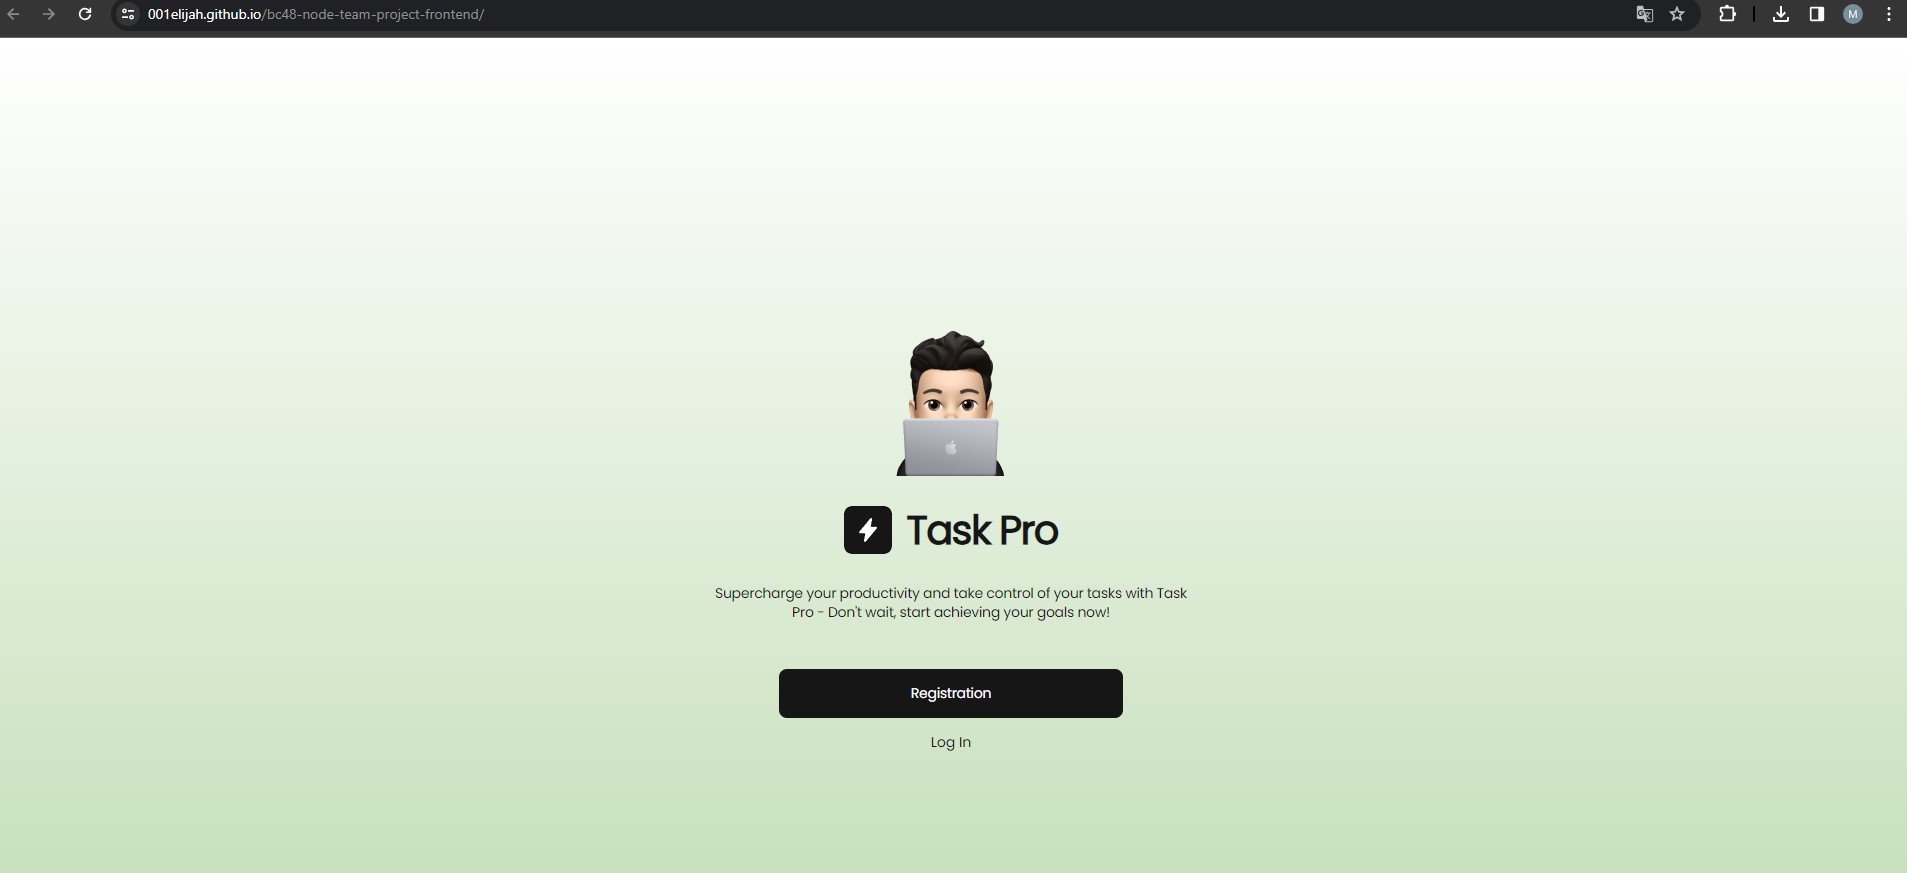 001elijah.github.io/bc48-node-team-project-frontend/
M
Task Pro
Supercharge your productivity and take control of your tasks with Task
Pro - Don't wait, start achieving your goals now!
Registration
Log In